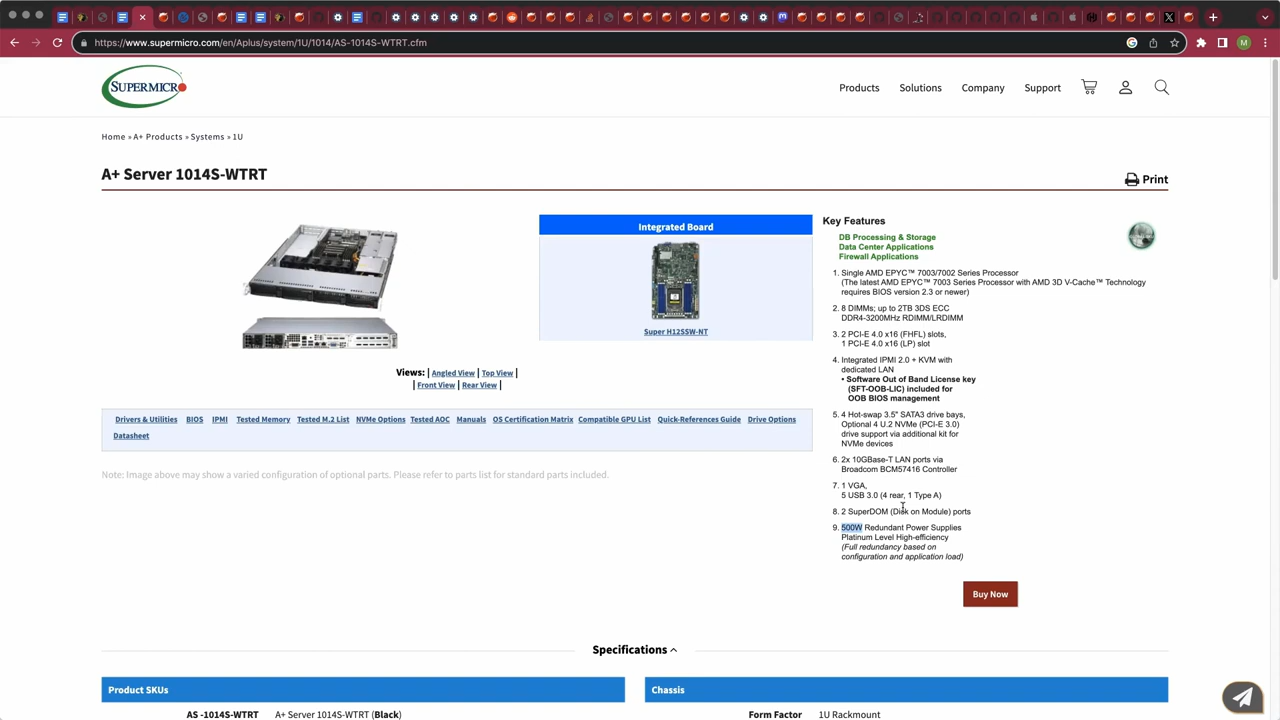 https://www.supermicro.com/en/Aplus/system/1U/1014/AS-1014S-WTRT.cfm
M
SUPERMICR
Products
Solutions
Company
Support
Home » A+ Products » Systems » 1U
A+ Server 1014S-WTRT
Print
Integrated Board
Super H12SSW-NT
Views: | Angled View | Top View |
| Front View | Rear View |
Drivers & Utilities BIOS IPMI Tested Memory Tested M.2 List NVMe Options Tested AOC Manuals OS Certification Matrix Compatible GPU List Quick-References Guide Drive Options
Datasheet
Note: Image above may show a varied configuration of optional parts. Please refer to parts list for standard parts included.
Key Features
DB Processing & Storage
Data Center Applications
Firewall Applications
1. Single AMD EPYC™ 7003/7002 Series Processor
(The latest AMD EPYC™ 7003 Series Processor with AMD 3D V-Cache™ Technology
requires BIOS version 2.3 or newer)
2. 8 DIMMs; up to 2TB 3DS ECC
DDR4-3200MHz RDIMM/LRDIMM
3. 2 PCI-E 4.0 x16 (FHFL) slots,
1 PCI-E 4.0 x16 (LP) slot
4. Integrated IPMI 2.0 + KVM with
dedicated LAN
• Software Out of Band License key
(SFT-OOB-LIC) included for
OOB BIOS management
5. 4 Hot-swap 3.5" SATA3 drive bays,
Optional 4 U.2 NVMe (PCI-E 3.0)
drive support via additional kit for
NVMe devices
6. 2x 10GBase-T LAN ports via
Broadcom BCM57416 Controller
7. 1 VGA,
5 USB 3.0 (4 rear, 1 Type A)
8. 2 SuperDOM (Disk on Module) ports
9. 500W Redundant Power Supplies
Platinum Level High-efficiency
(Full redundancy based on
configuration and application load)
Buy Now
Specifications
Product SKUs
AS -1014S-WTRT A+ Server 1014S-WTRT (Black)
Chassis
Form Factor 1U Rackmount